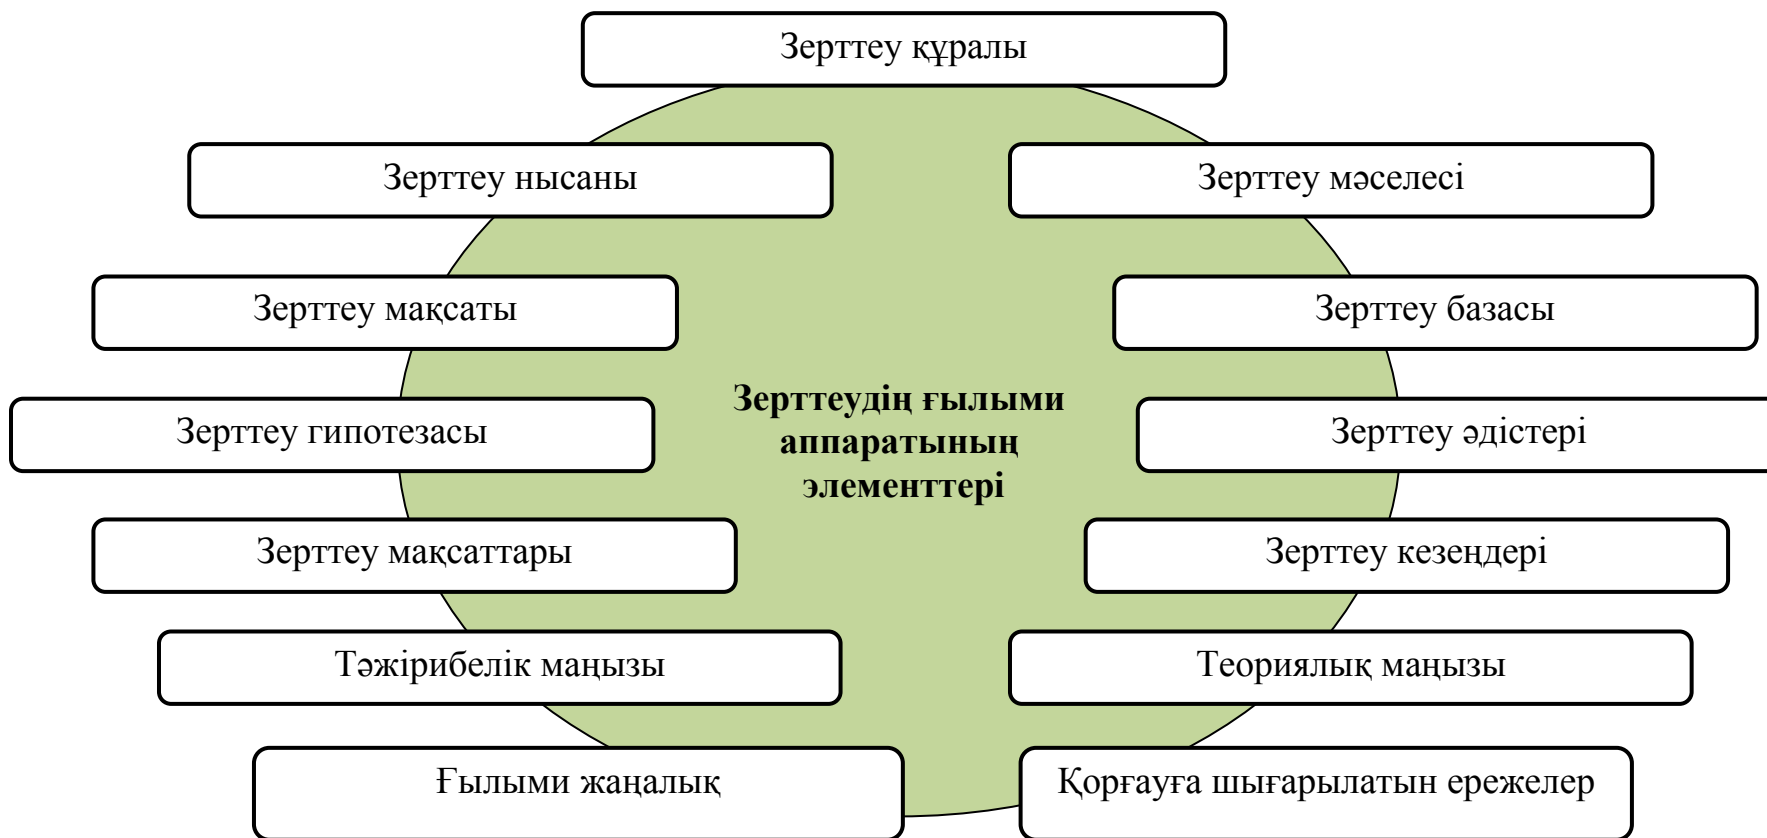 Зерттеу құралы
Зерттеу нысаны
Зерттеу мәселесі
Зерттеу мақсаты
Зерттеу базасы
Зерттеудің ғылыми
аппаратының
элементтері
Зерттеу гипотезасы
Зерттеу әдістері
Зерттеу мақсаттары
Зерттеу кезеңдері
Тәжірибелік маңызы
Теориялық маңызы
Ғылыми жаңалық
Қорғауға шығарылатын ережелер